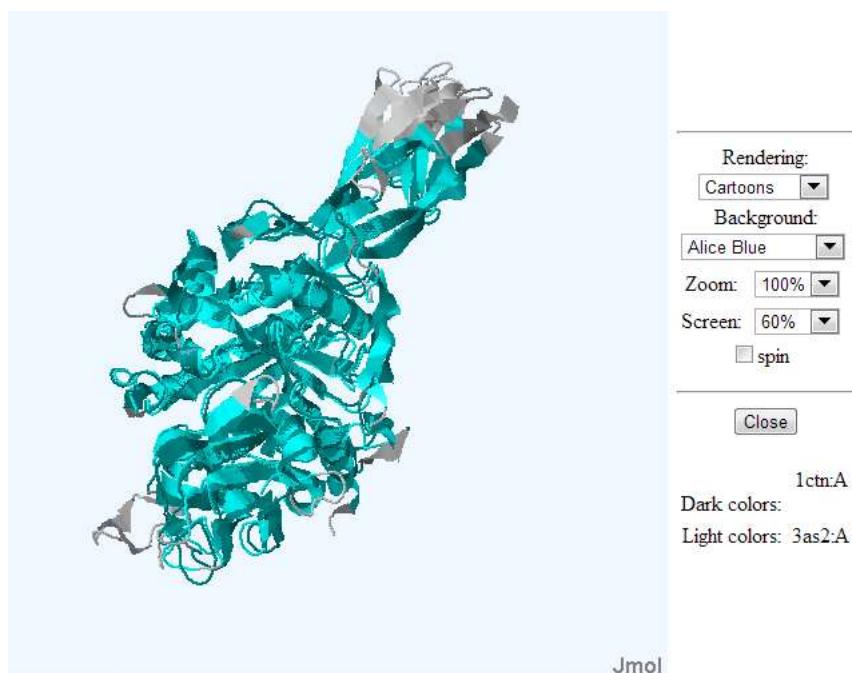 Rendering:
Cartoons
Background:
Alice Blue
Zoom: 100%
Screen: 60%
spin
Close
1ctn:A
Dark colors:
Light colors: 3as2:A
Jmol